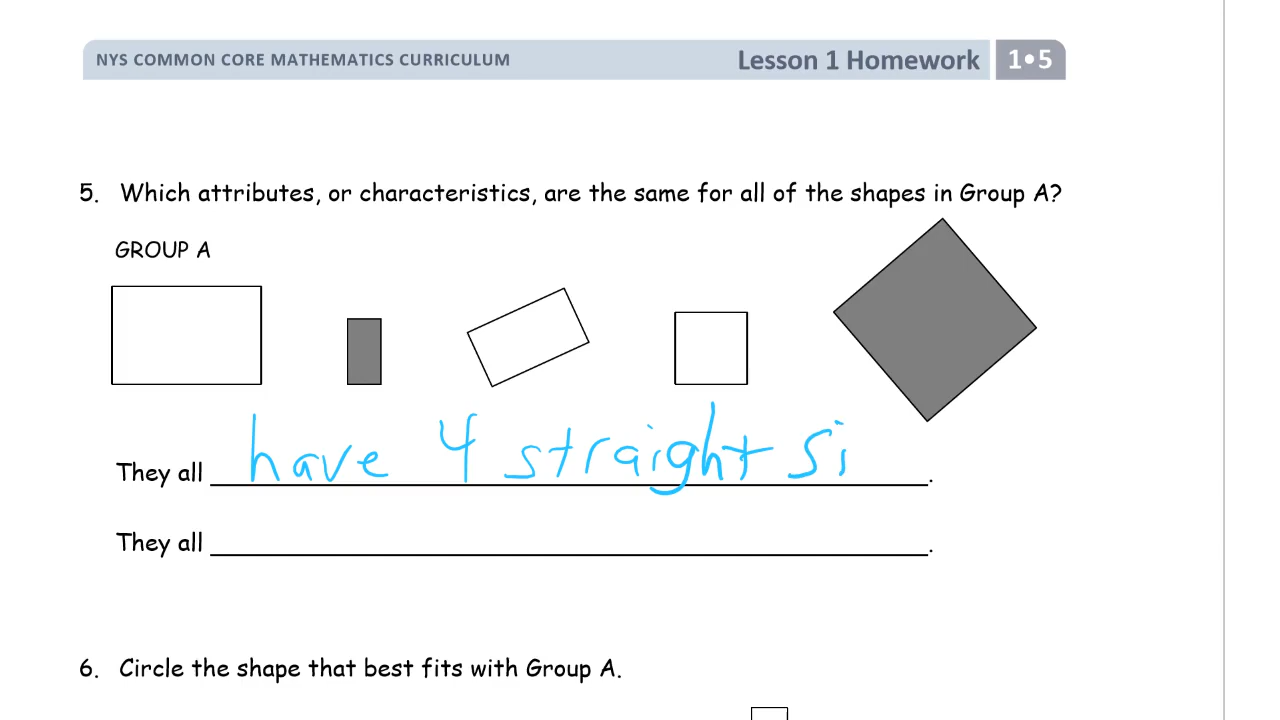 NYS COMMON CORE MATHEMATICS CURRICULUM Lesson 1 Homework 1•5
5. Which attributes, or characteristics, are the same for all of the shapes in Group A?
GROUP A
They all have 4 straight si.
They all .
6. Circle the shape that best fits with Group A.